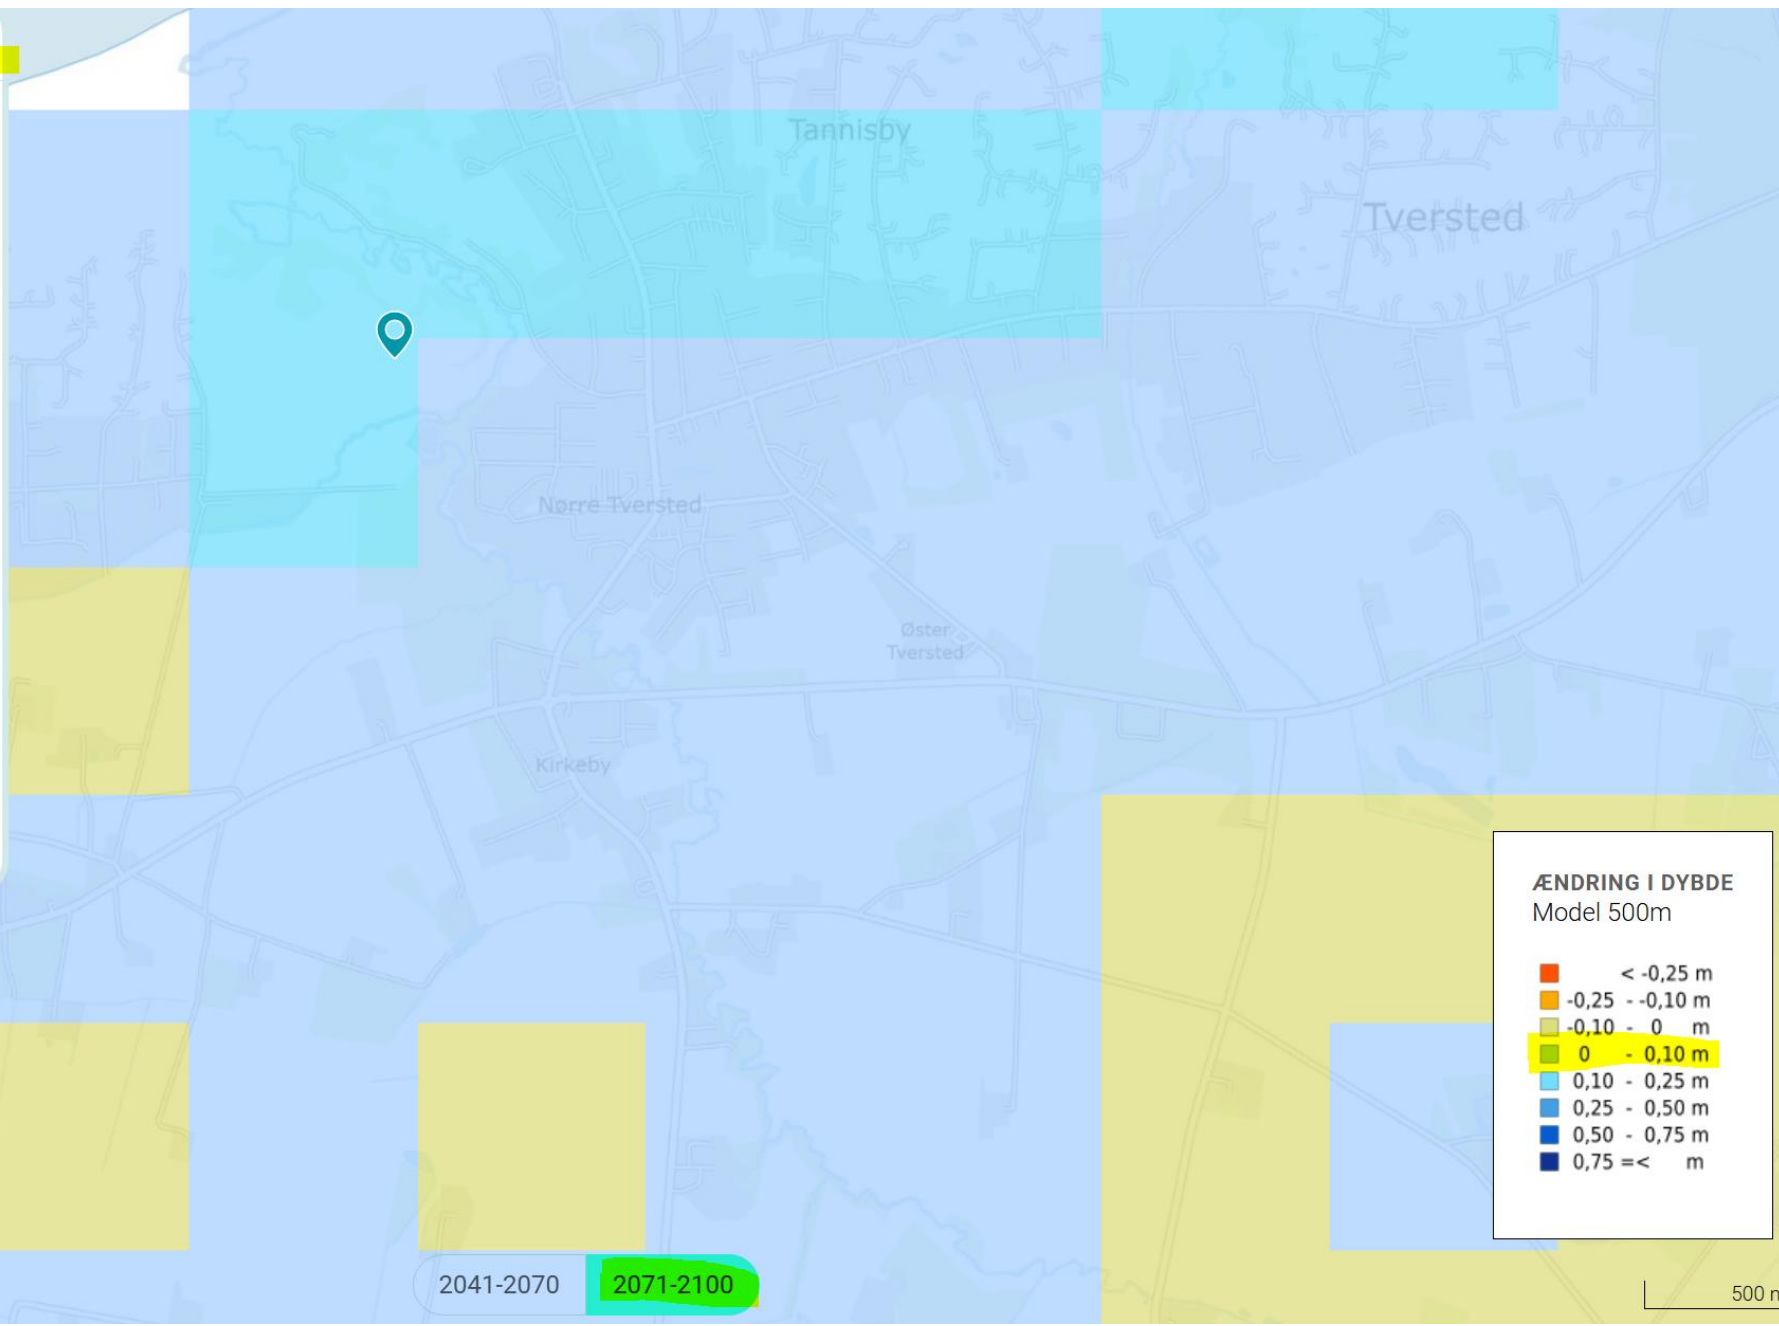 Tannisby
Tversted
Nørre Tversted
Øster
Tversted
Kirkeby
ÆNDRING I DYBDE
Model 500m
< -0,25 m
-0,25 - -0,10 m
-0,10 - 0 m
0 - 0,10 m
0,10 - 0,25 m
0,25 - 0,50 m
0,50 - 0,75 m
0,75 =< m
2041-2070
2071-2100
500